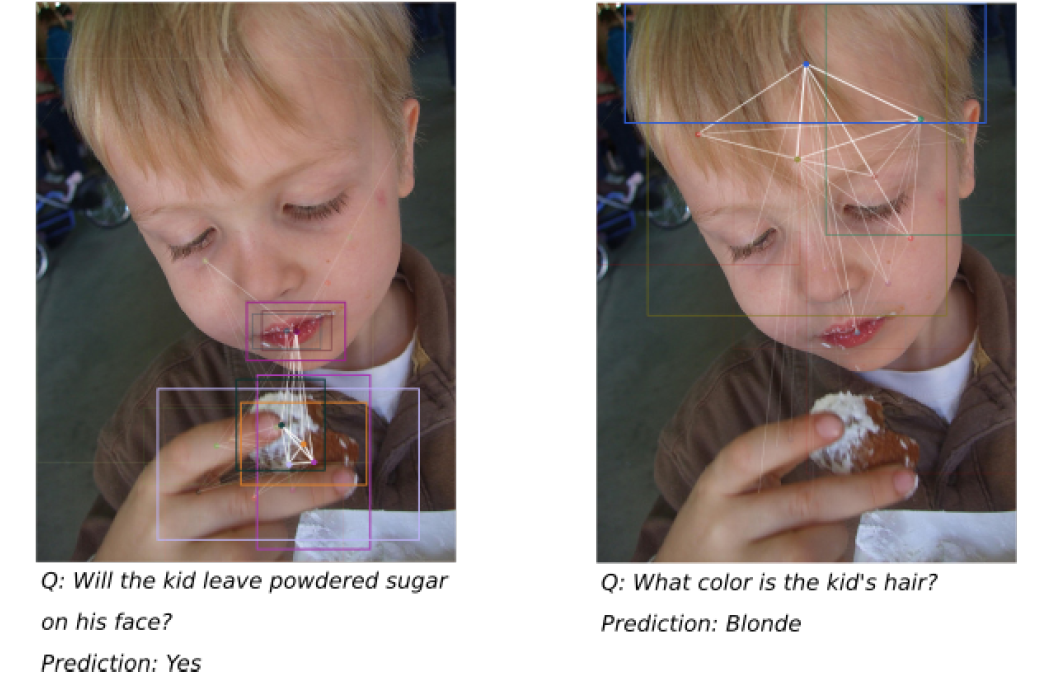 Q: Will the kid leave powdered sugar
on his face?
Prediction: Yes
Q: What color is the kid's hair?
Prediction: Blonde